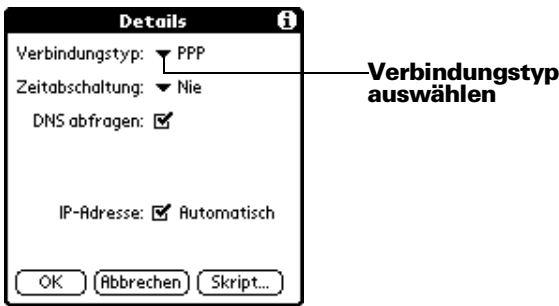 Details
Verbindungstyp: PPP
Verbindungstyp
auswählen
Zeitabschaltung: Nie
DNS abfragen:
IP-Adresse: Automatisch
OK
Abbrechen
Skript...